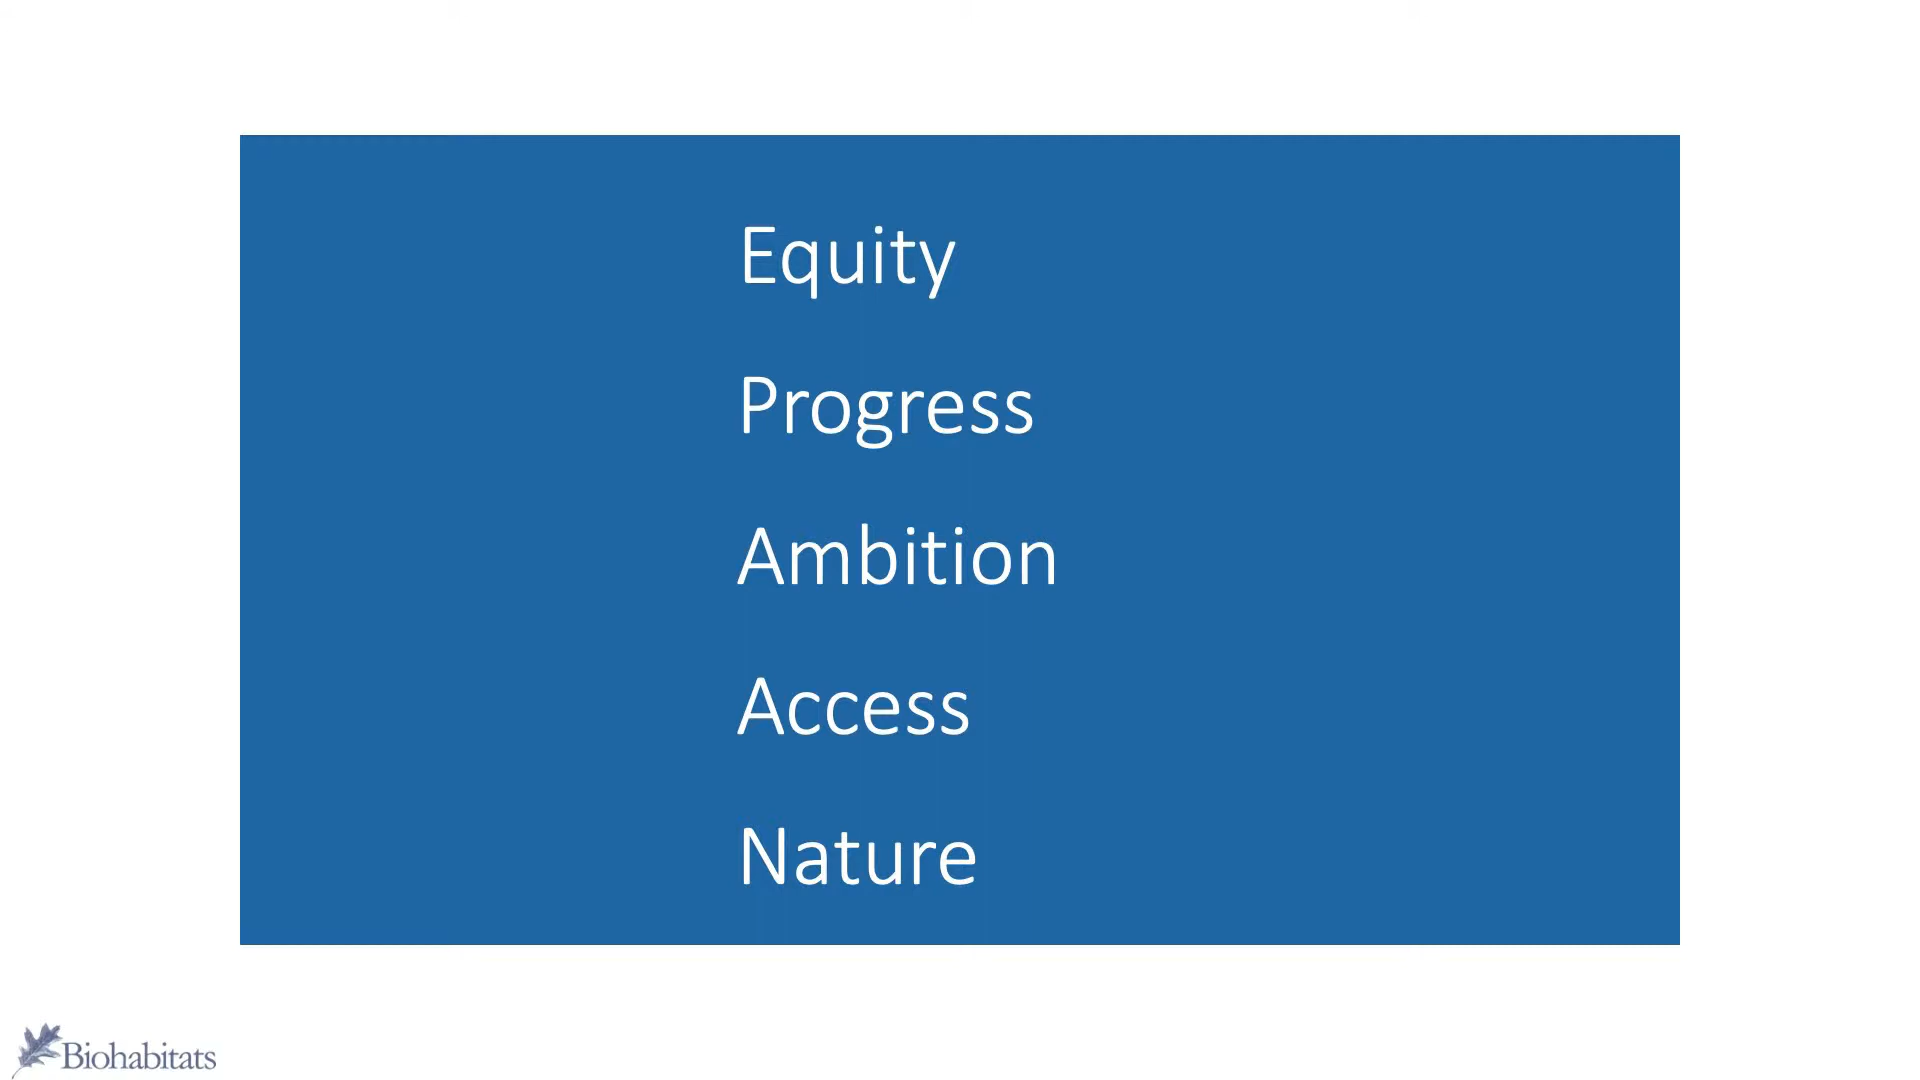 Equity
Progress
Ambition
Access
Nature
Biohabitats